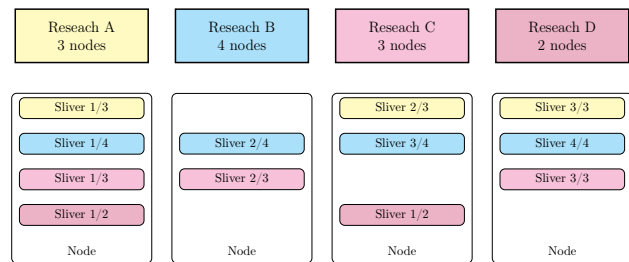 Reseach A
3 nodes
Reseach B
4 nodes
Reseach C
3 nodes
Reseach D
2 nodes
Sliver 1/3
Sliver 1/4
Sliver 1/3
Sliver 1/2
Node
Sliver 2/4
Sliver 2/3
Node
Sliver 2/3
Sliver 3/4
Sliver 1/2
Node
Sliver 3/3
Sliver 4/4
Sliver 3/3
Node